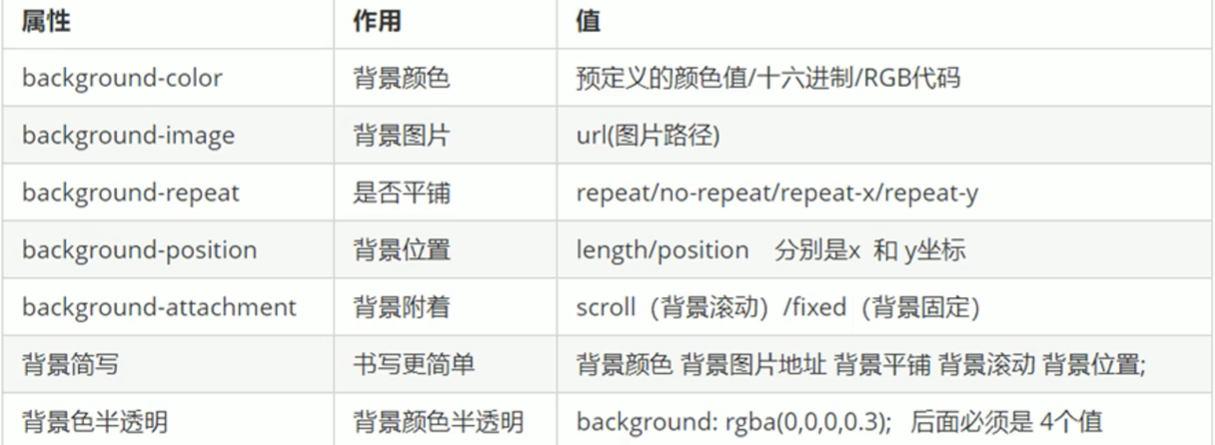 属性 作用 值
background-color 背景颜色 预定义的颜色值/十六进制/RGB代码
background-image 背景图片 url(图片路径)
background-repeat 是否平铺 repeat/no-repeat/repeat-x/repeat-y
background-position 背景位置 length/position 分别是x 和 y坐标
background-attachment 背景附着 scroll（背景滚动）/fixed（背景固定）
背景简写 书写更简单 背景颜色 背景图片地址 背景平铺 背景滚动 背景位置;
背景色半透明 背景颜色半透明 background: rgba(0,0,0,0.3); 后面必须是 4个值